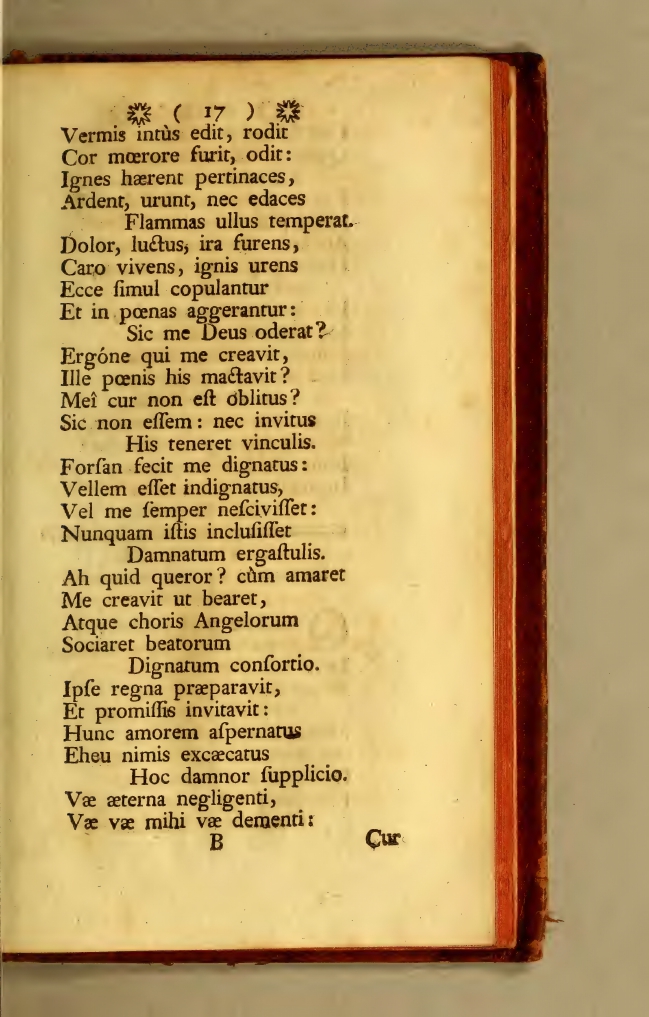 ( 17 )
Vermis intùs edit, rodit
Cor mœrore furit, odit:
Ignes hærent pertinaces,
Ardent, urunt, nec edaces
Flammas ullus temperat.
Dolor, luctus, ira furens,
Caro vivens, ignis urens
Ecce ſimul copulantur
Et in pœnas aggerantur:
Sic me Deus oderat?
Ergóne qui me creavit,
Ille pœnis his mactavit?
Meî cur non eſt oblitus?
Sic non eſſem: nec invitus
His teneret vinculis.
Forſan fecit me dignatus:
Vellem eſſet indignatus,
Vel me ſemper neſciviſſet:
Nunquam iſtis incluſiſſet
Damnatum ergaſtulis.
Ah quid queror? cùm amaret
Me creavit ut bearet,
Atque choris Angelorum
Sociaret beatorum
Dignatum conſortio.
Ipſe regna præparavit,
Et promiſſis invitavit:
Hunc amorem aſpernatus
Eheu nimis excæcatus
Hoc damnor ſupplicio.
Væ æterna negligenti,
Væ væ mihi væ dementi:
B Cur